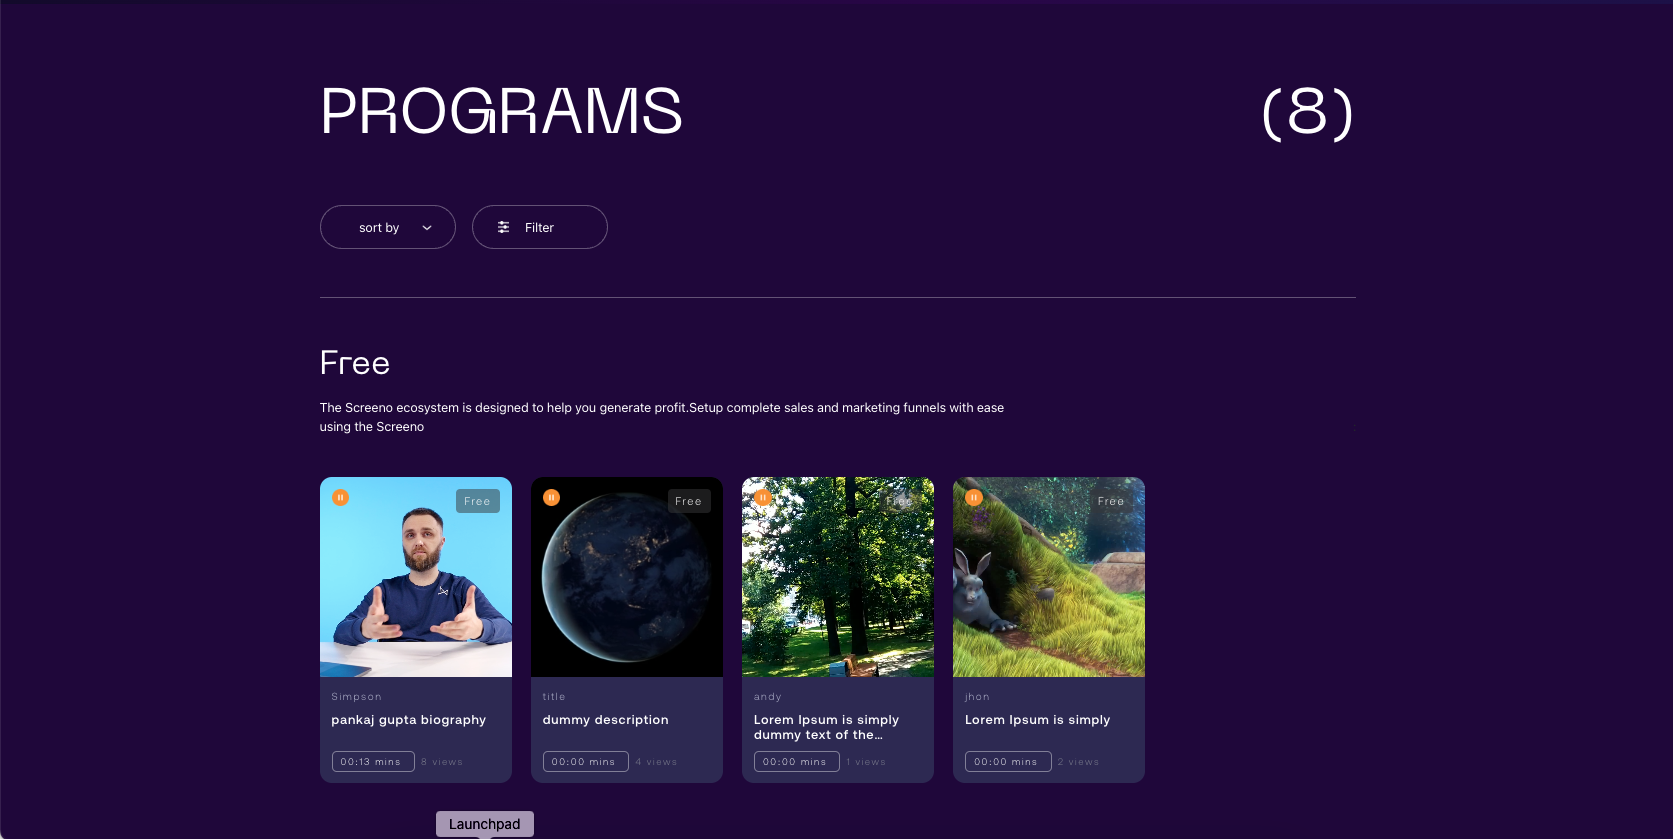 PROGRAMS
(8)
sort by
Filter
Free
The Screeno ecosystem is designed to help you generate profit.Setup complete sales and marketing funnels with ease
using the Screeno
Free
Free
Free
Free
Simpson
pankaj gupta biography
00:13 mins
8 views
title
dummy description
00:00 mins
4 views
andy
Lorem Ipsum is simply
dummy text of the...
00:00 mins
1 views
jhon
Lorem Ipsum is simply
00:00 mins
2 views
Launchpad